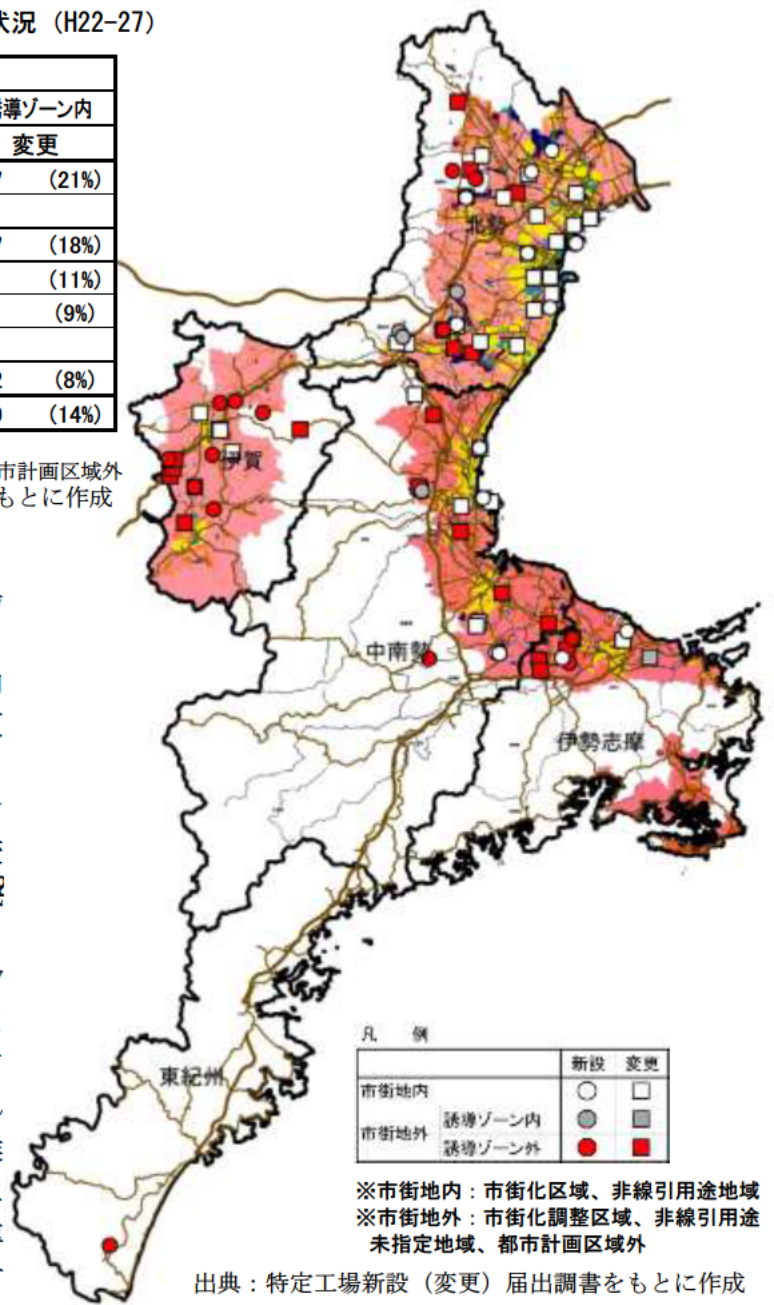 状況（H22-27）
誘導ゾーン内
変更
7 (21%)
7 (18%)
(11%)
(9%)
2 (8%)
(14%)
市計画区域外
もとに作成
北勢
伊賀
中南勢
伊勢志摩
東紀州
凡 例
新設 変更
市街地内
市街地外 誘導ゾーン内
誘導ゾーン外
※市街地内：市街化区域、非線引用途地域
※市街地外：市街化調整区域、非線引用途
未指定地域、都市計画区域外
出典：特定工場新設（変更）届出調書をもとに作成